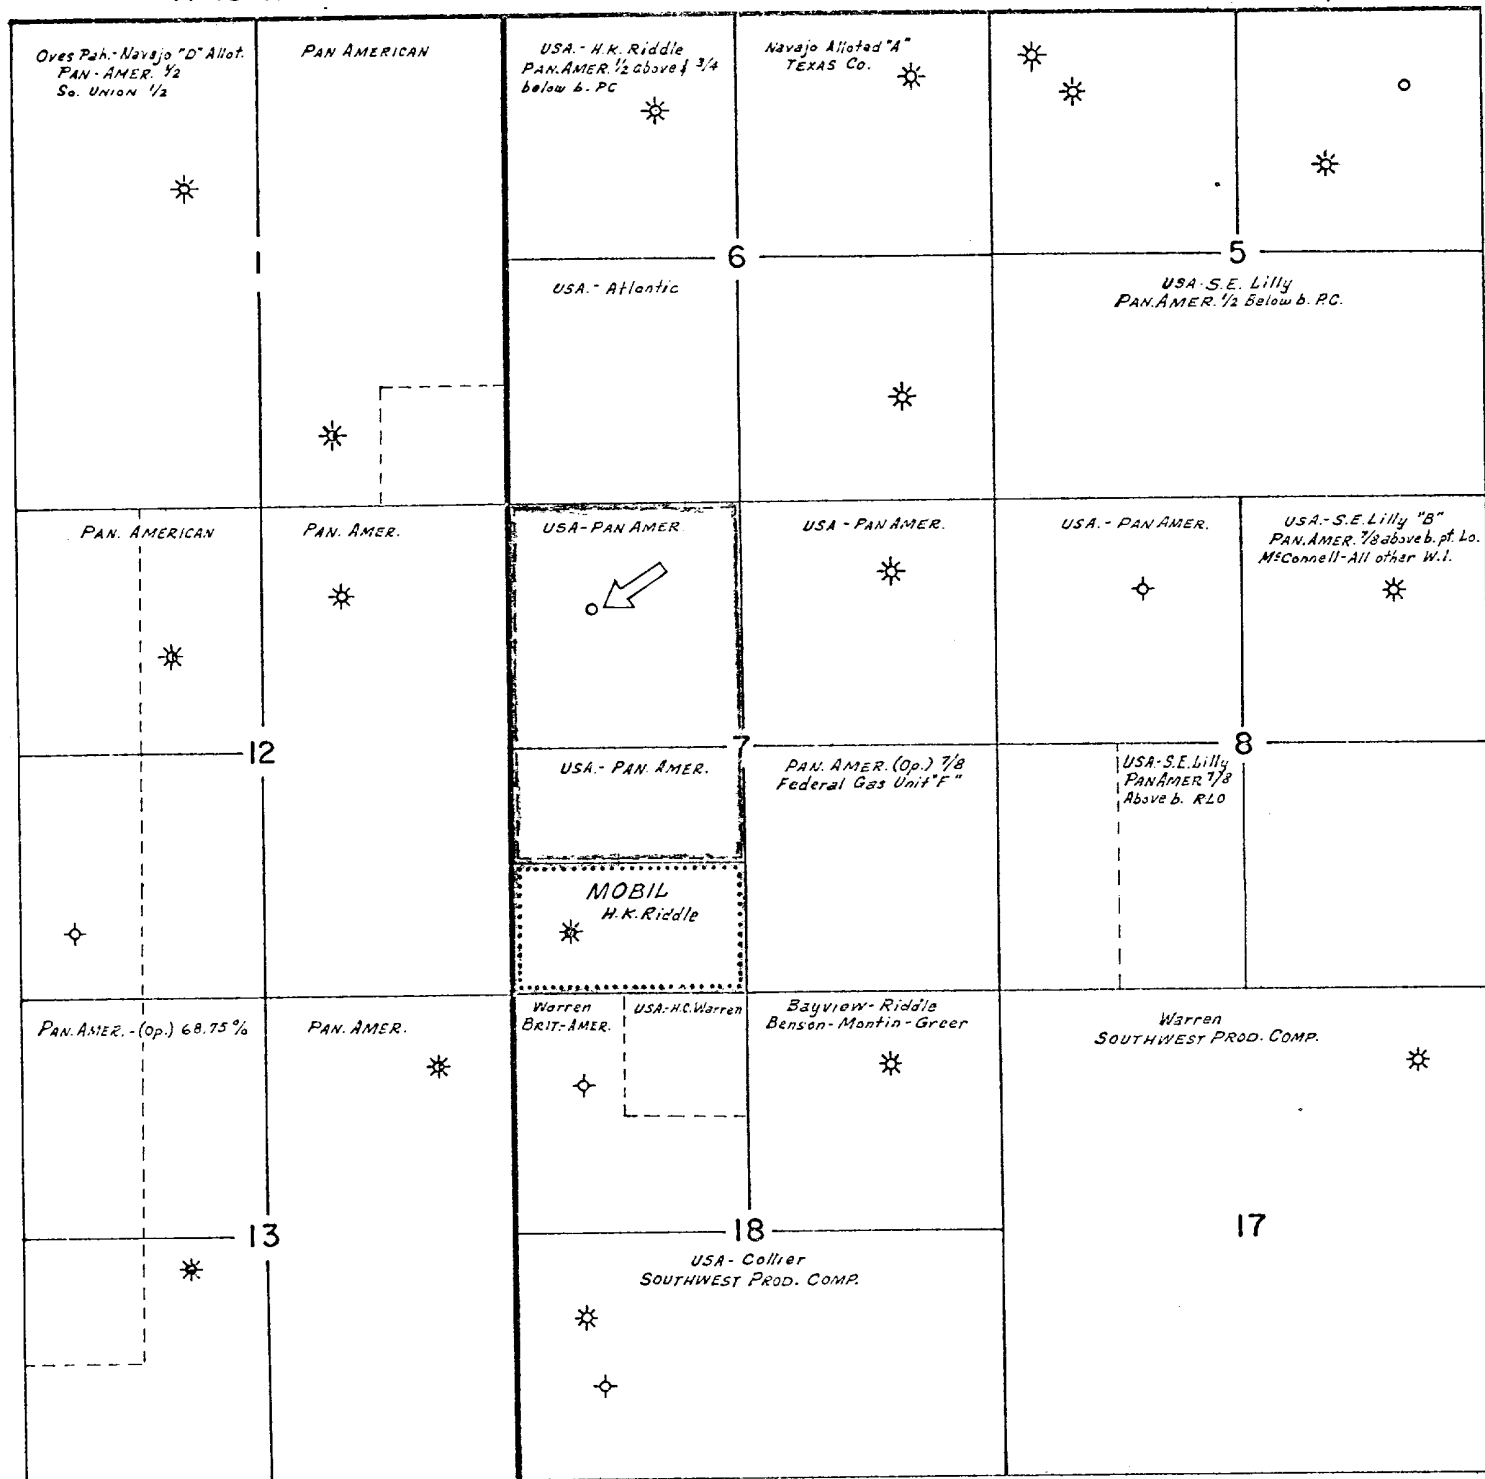 Oves Pah.-Navajo "D" Allot.
PAN-AMER. 1/2
So. UNION 1/2
PAN AMERICAN
USA.- H.K. Riddle
PAN.AMER. 1/2 above & 3/4
below b. PC
Navajo Alloted "A"
TEXAS Co.
1
6
5
USA.- Atlantic
USA-S.E. Lilly
PAN.AMER. 1/2 Below b. P.C.
PAN. AMERICAN
PAN. AMER.
USA-PAN AMER
USA-PAN AMER.
USA.-PAN AMER.
USA.-S.E. Lilly "B"
PAN.AMER. 7/8 above b. pt. Lo.
McConnell-All other W.I.
12
7
8
USA.- PAN. AMER.
PAN. AMER. (Op.) 7/8
Federal Gas Unit "F"
USA-S.E. Lilly
PAN AMER 7/8
Above b. RLO
MOBIL
H.K. Riddle
PAN. AMER.-(Op.) 68.75 %
PAN. AMER.
Warren
BRIT-AMER.
USA-H.C. Warren
Bayview-Riddle
Benson-Montin-Greer
Warren
SOUTHWEST PROD. COMP.
13
18
17
USA- Collier
SOUTHWEST PROD. COMP.